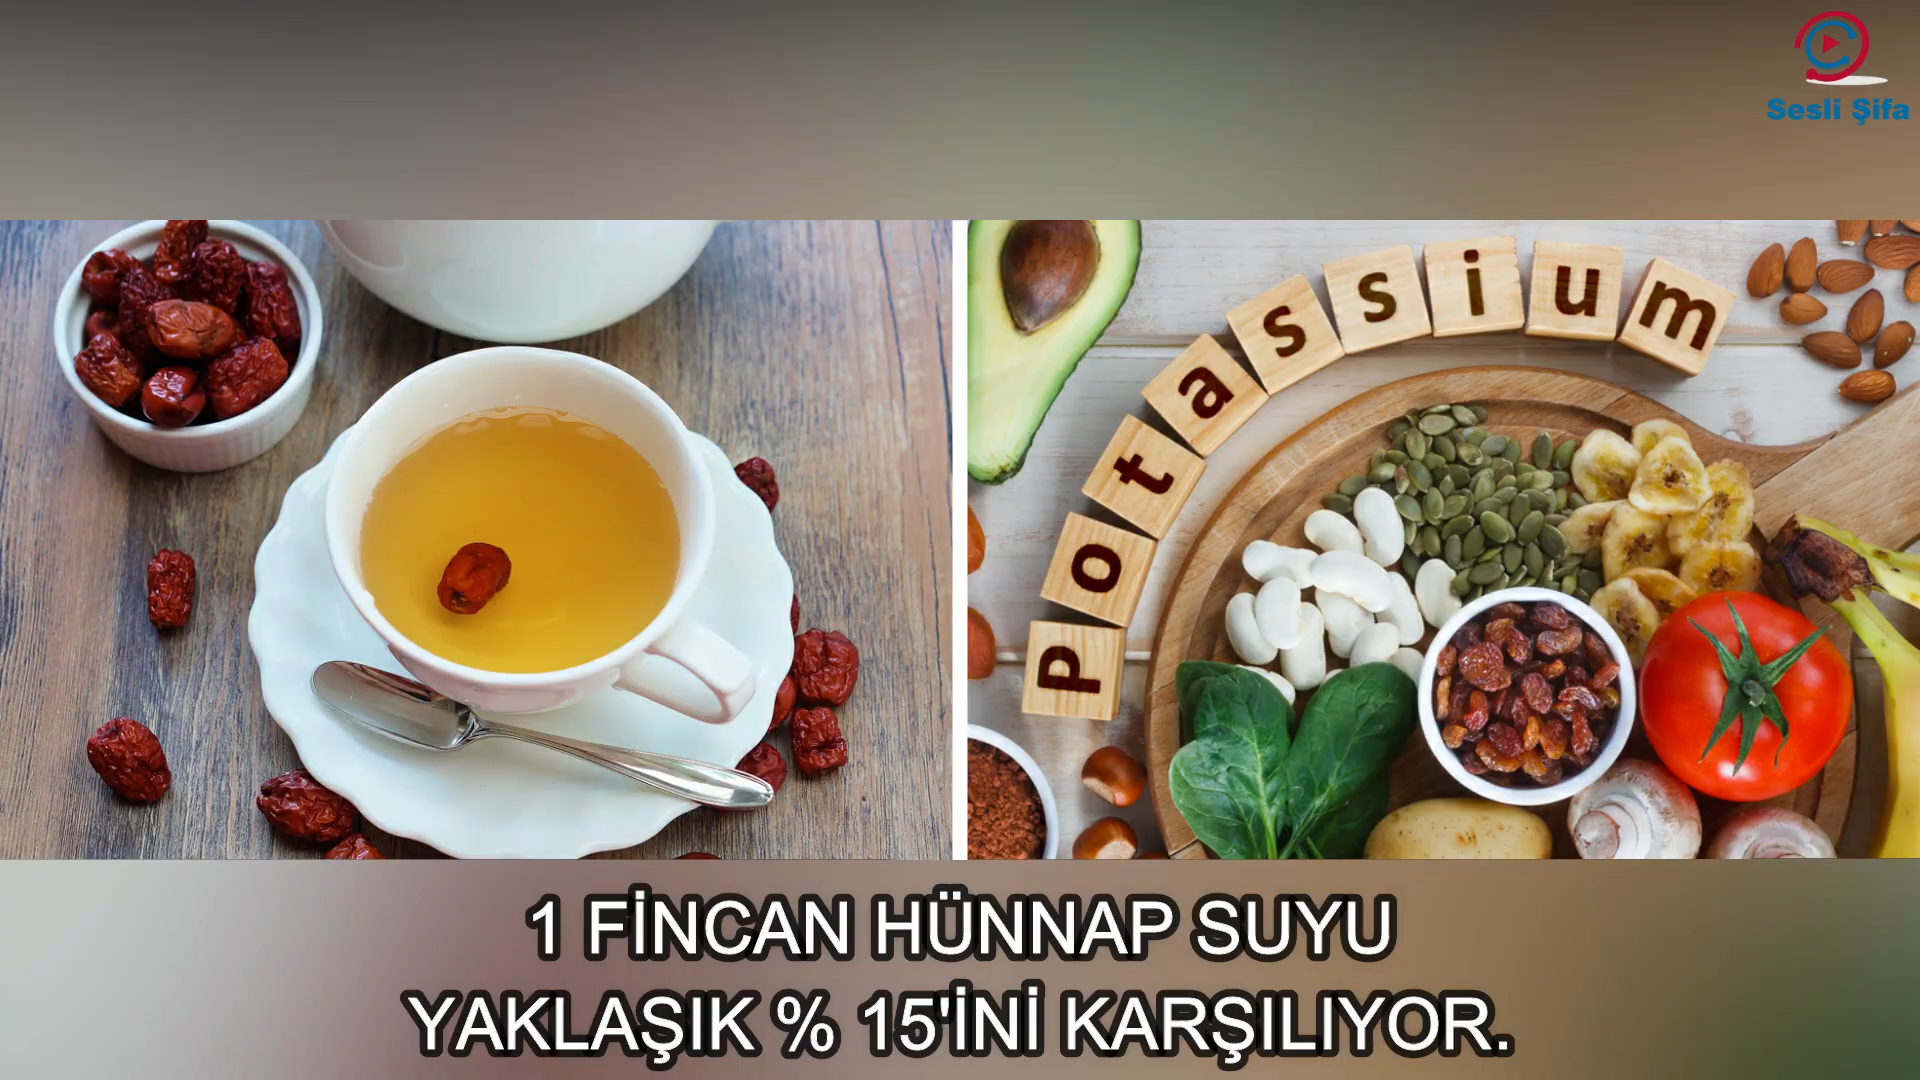 Sesli Şifa
Potassium
1 FİNCAN HÜNNAP SUYU
YAKLAŞIK % 15'İNİ KARŞILIYOR.